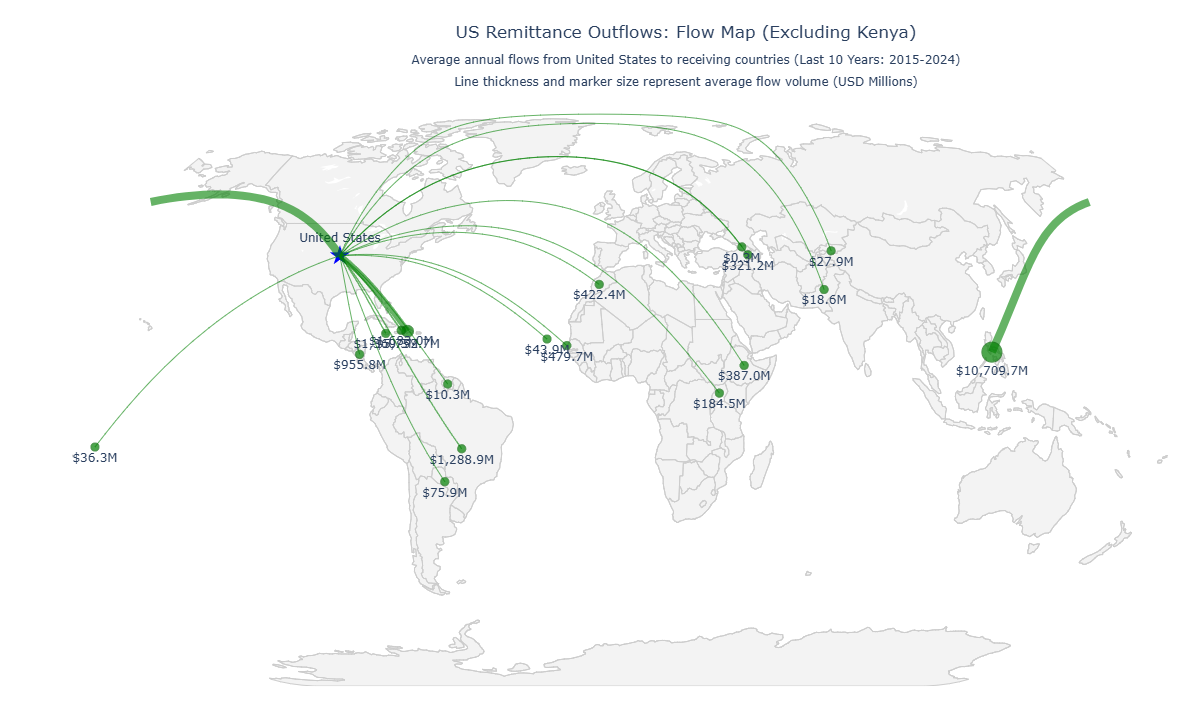 US Remittance Outflows: Flow Map (Excluding Kenya)
Average annual flows from United States to receiving countries (Last 10 Years: 2015-2024)
Line thickness and marker size represent average flow volume (USD Millions)
United States
$321.2M
$27.9M
$422.4M
$18.6M
$43.9M
$479.7M
$955.8M
$387.0M
$10,709.7M
$10.3M
$184.5M
$36.3M
$1,288.9M
$75.9M